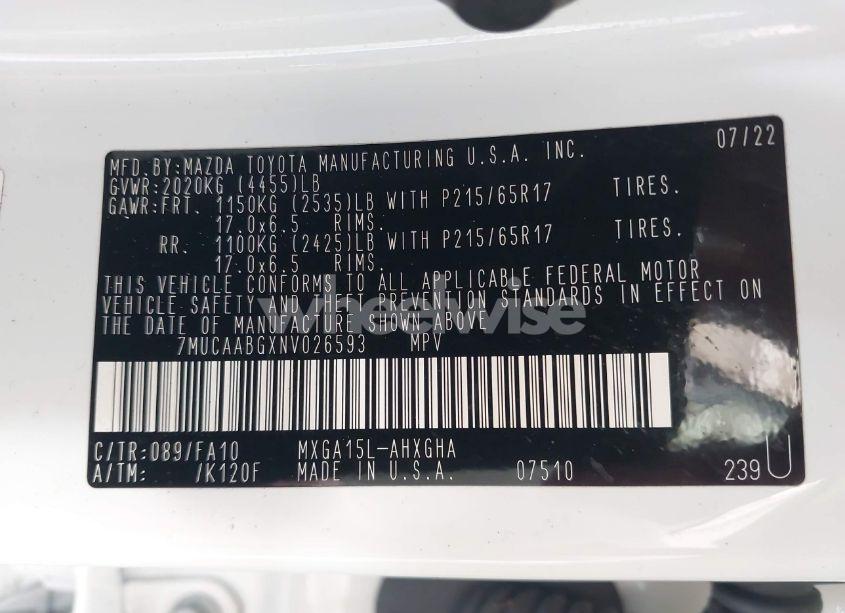 07/22
MFD.BY:MAZDA TOYOTA MANUFACTURING U.S.A. INC.
GVWR:2020KG (4455)LB
GAWR:FRT. 1150KG (2535)LB WITH P215/65R17 TIRES.
17.0x6.5 RIMS.
RR. 1100KG (2425)LB WITH P215/65R17 TIRES.
17.0x6.5 RIMS.
THIS VEHICLE CONFORMS TO ALL APPLICABLE FEDERAL MOTOR
VEHICLE SAFETY AND THEFT PREVENTION STANDARDS IN EFFECT ON
THE DATE OF MANUFACTURE SHOWN ABOVE
wheelwise
7MUCAABGXNV026593 MPV
C/TR:089/FA10 MXGA15L-AHXGHA
A/TM: /K120F MADE IN U.S.A. 07510 239U